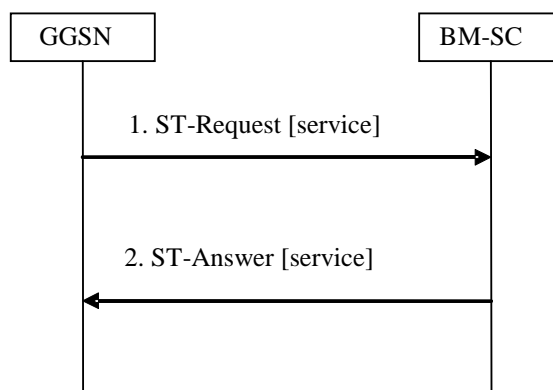 GGSN
BM-SC
1. ST-Request [service]
2. ST-Answer [service]